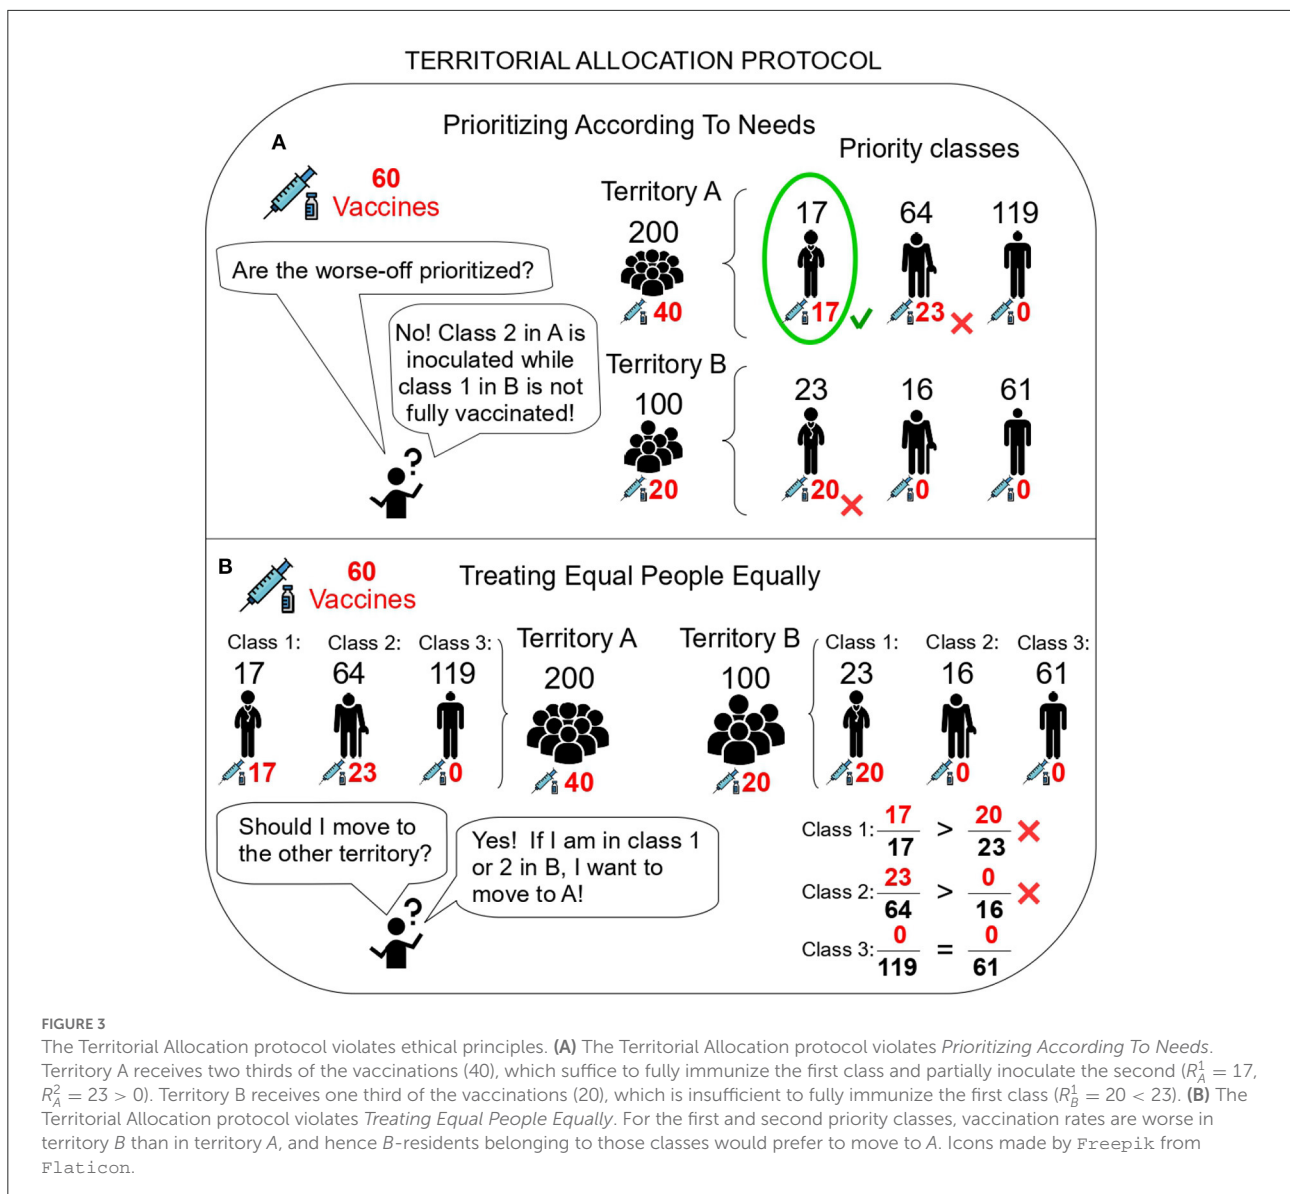 TERRITORIAL ALLOCATION PROTOCOL
Prioritizing According To Needs
A
60
Vaccines
Priority classes
Territory A
200
40
17
64
119
17
23
0
Are the worse-off prioritized?
No! Class 2 in A is
inoculated while
class 1 in B is not
fully vaccinated!
?
Territory B
100
20
23
16
61
20
0
0
B
60
Vaccines
Treating Equal People Equally
Class 1:
Class 2:
Class 3:
17
64
119
17
23
0
Territory A
200
40
Territory B
100
20
Class 1:
Class 2:
Class 3:
23
16
61
20
0
0
Should I move to
the other territory?
Yes! If I am in class 1
or 2 in B, I want to
move to A!
?
Class 1: 17/17 > 20/23
Class 2: 23/64 > 0/16
Class 3: 0/119 = 0/61
FIGURE 3
The Territorial Allocation protocol violates ethical principles. (A) The Territorial Allocation protocol violates Prioritizing According To Needs.
Territory A receives two thirds of the vaccinations (40), which suffice to fully immunize the first class and partially inoculate the second (R¹_A = 17,
R²_A = 23 > 0). Territory B receives one third of the vaccinations (20), which is insufficient to fully immunize the first class (R¹_B = 20 < 23). (B) The
Territorial Allocation protocol violates Treating Equal People Equally. For the first and second priority classes, vaccination rates are worse in
territory B than in territory A, and hence B-residents belonging to those classes would prefer to move to A. Icons made by Freepik from
Flaticon.